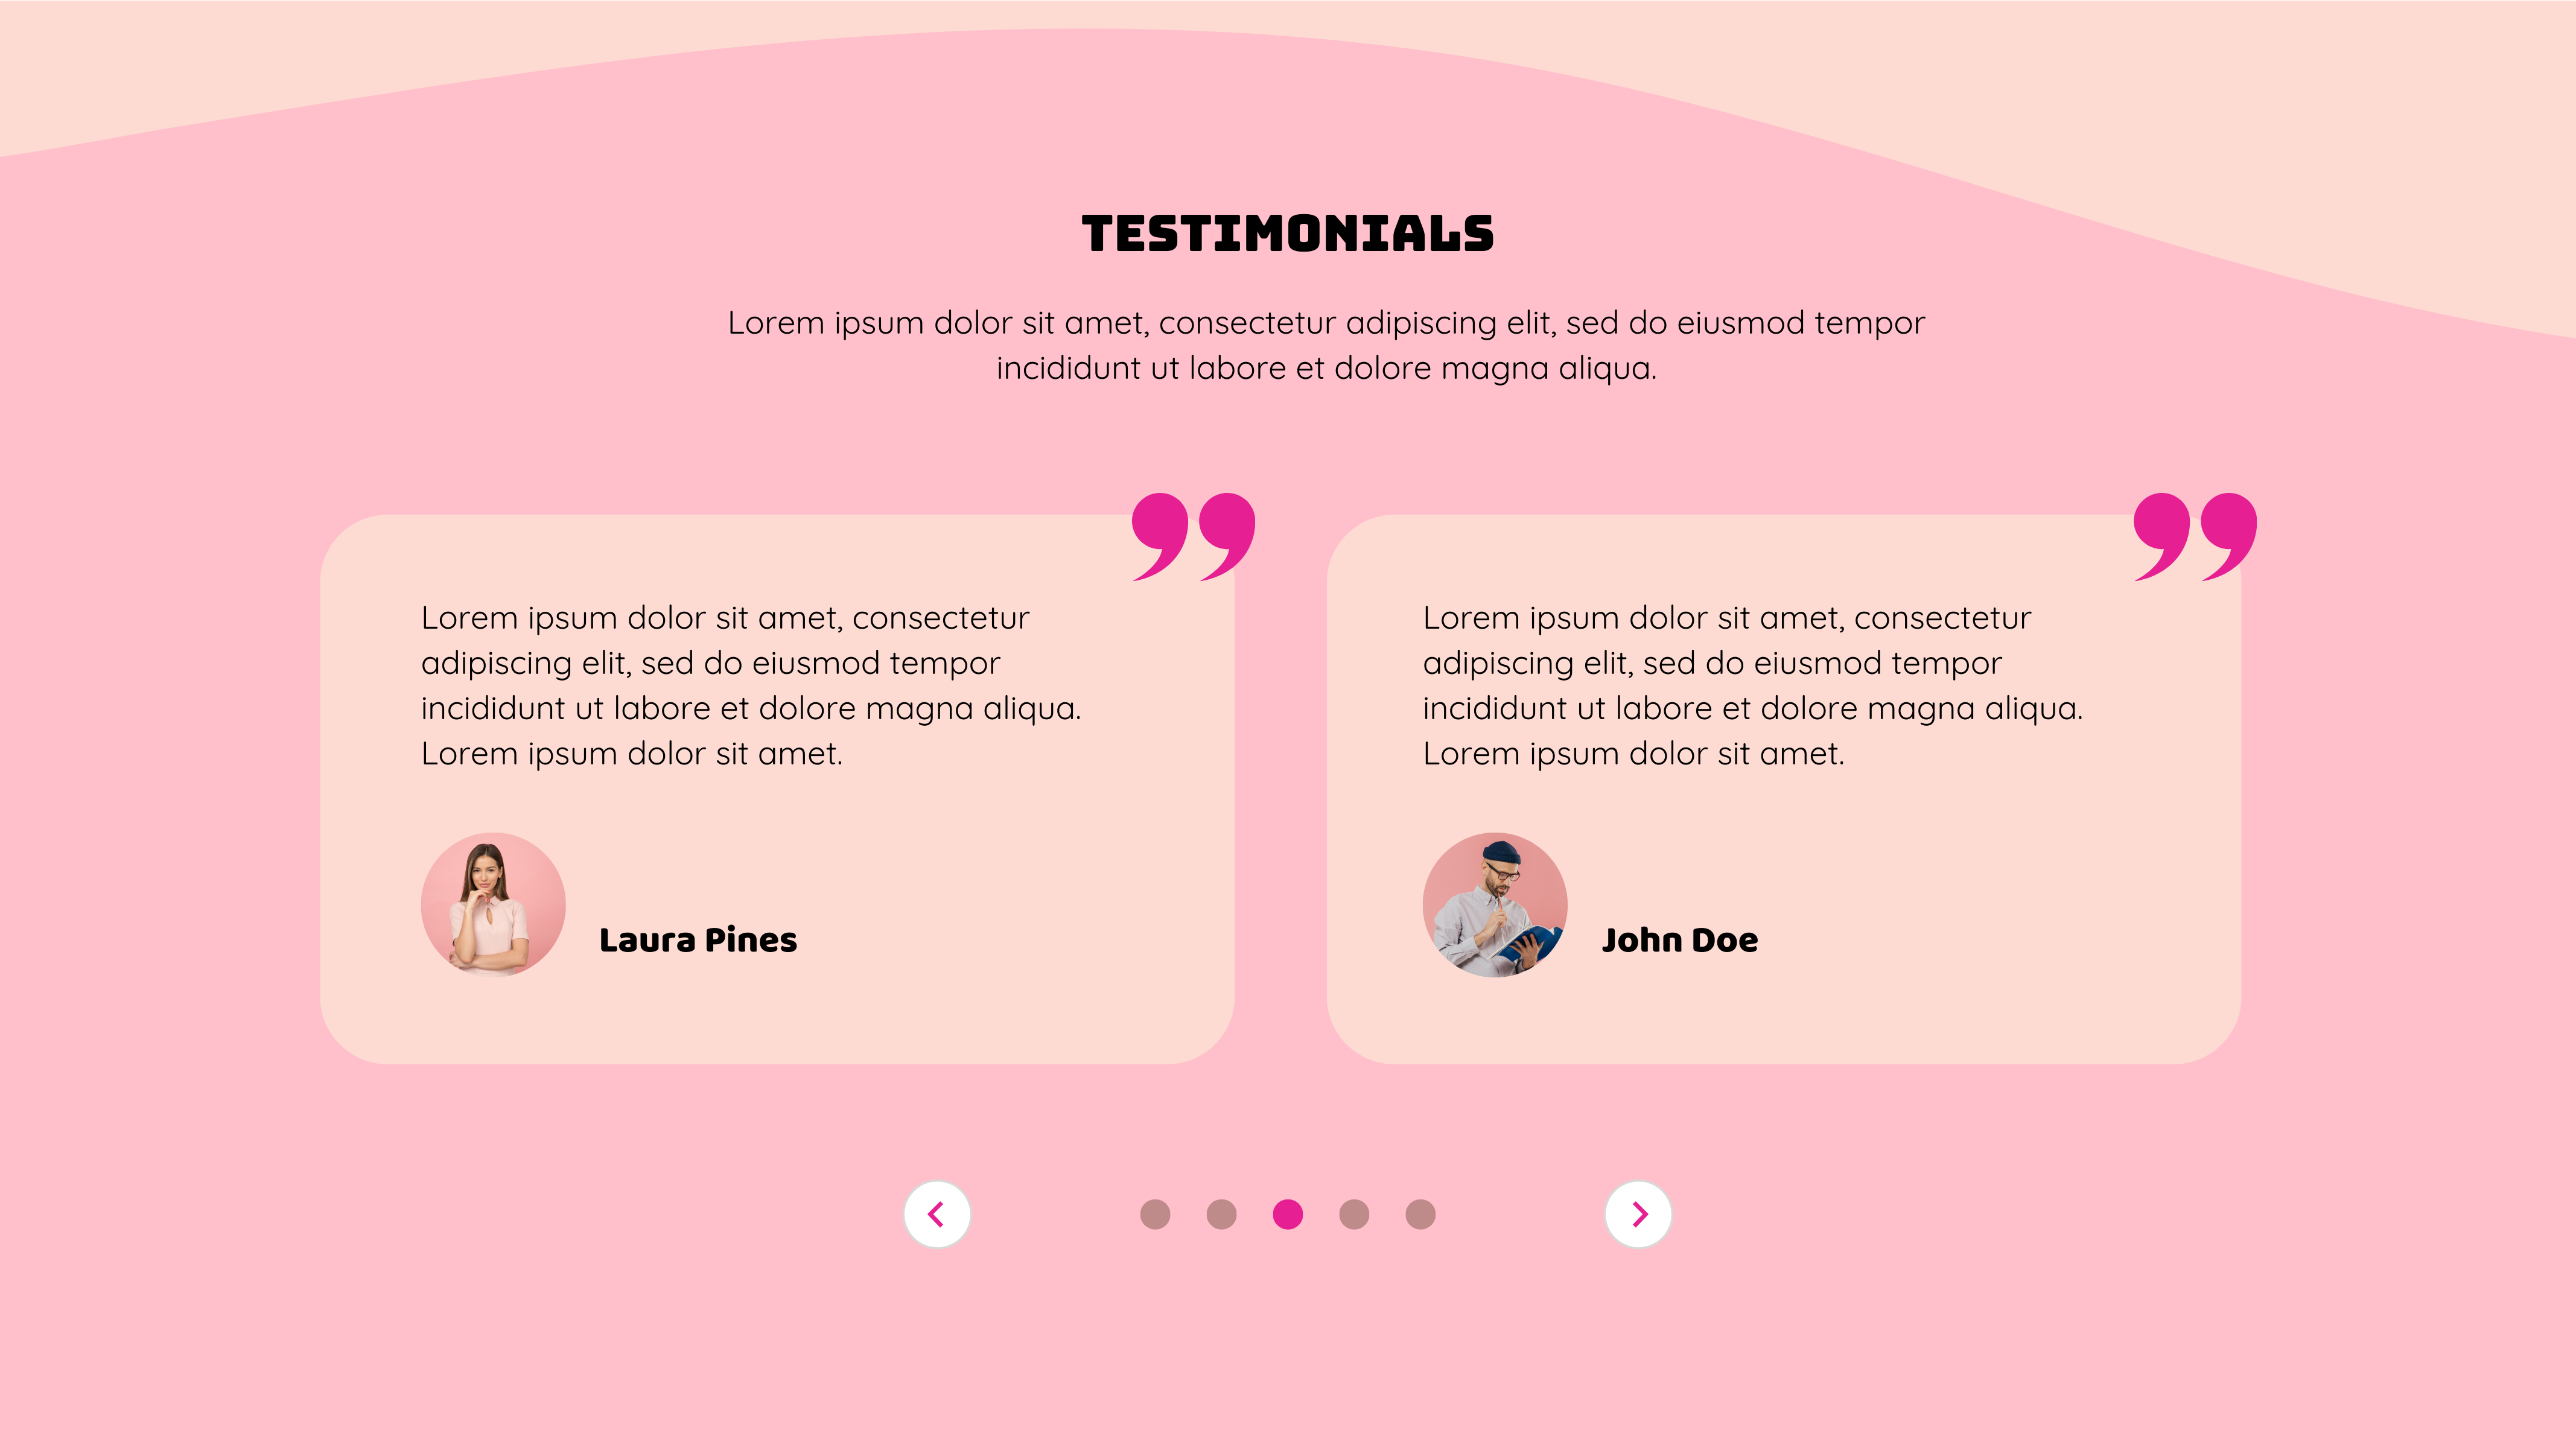 TESTIMONIALS
Lorem ipsum dolor sit amet, consectetur adipiscing elit, sed do eiusmod tempor
incididunt ut labore et dolore magna aliqua.
Lorem ipsum dolor sit amet, consectetur
adipiscing elit, sed do eiusmod tempor
incididunt ut labore et dolore magna aliqua.
Lorem ipsum dolor sit amet.
Laura Pines
Lorem ipsum dolor sit amet, consectetur
adipiscing elit, sed do eiusmod tempor
incididunt ut labore et dolore magna aliqua.
Lorem ipsum dolor sit amet.
John Doe